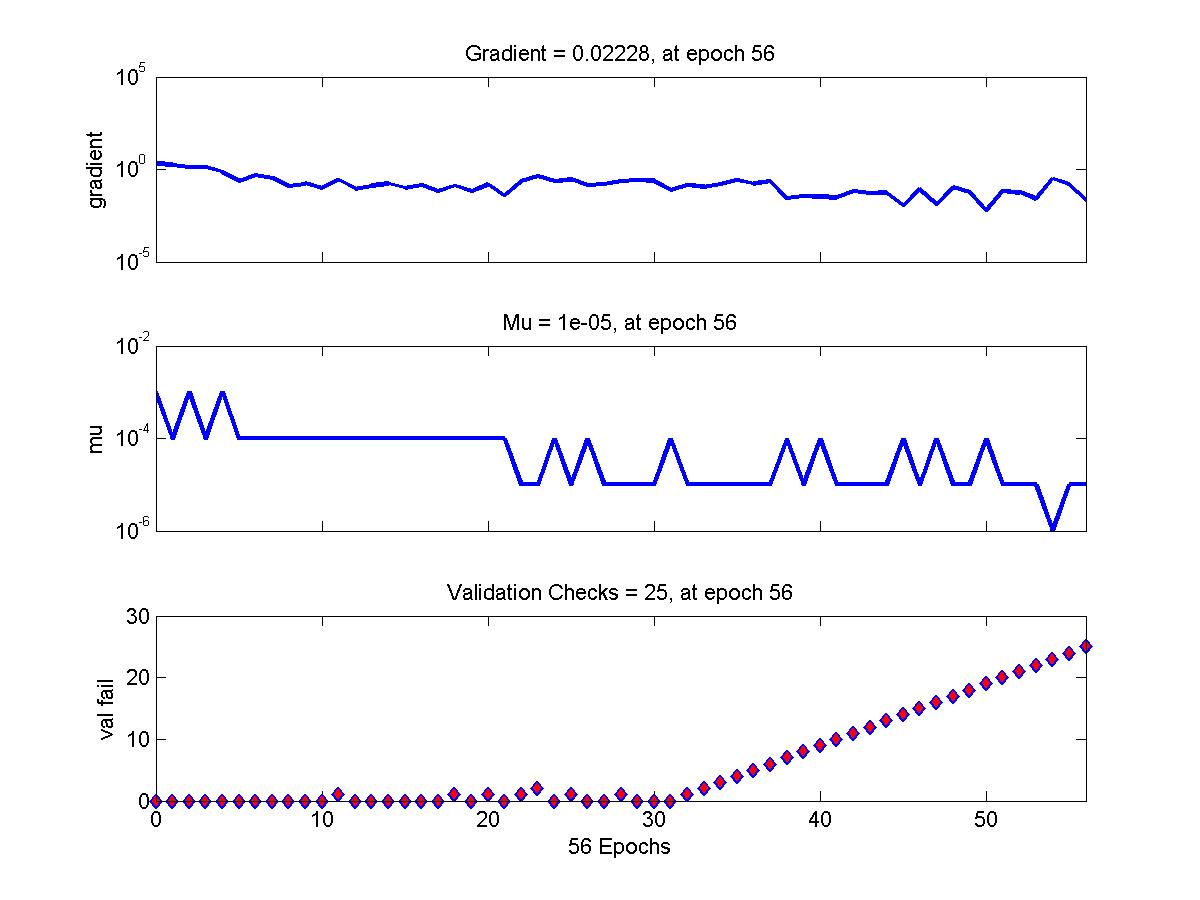 Gradient = 0.02228, at epoch 56
10^5
10^0
10^-5
gradient
Mu = 1e-05, at epoch 56
10^-2
10^-4
10^-6
mu
Validation Checks = 25, at epoch 56
30
20
10
0
val fail
0 10 20 30 40 50
56 Epochs